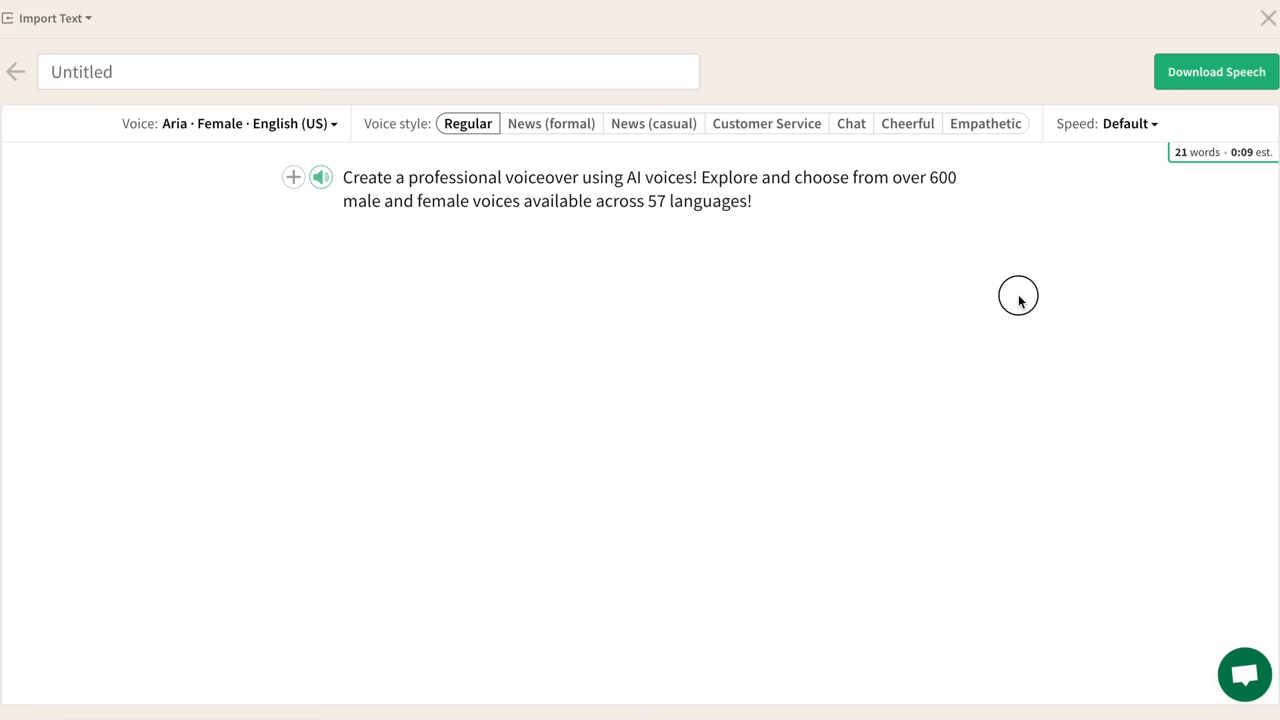 Import Text
Untitled
Download Speech
Voice: Aria · Female · English (US)
Voice style: Regular News (formal) News (casual) Customer Service Chat Cheerful Empathetic
Speed: Default
21 words · 0:09 est.
Create a professional voiceover using AI voices! Explore and choose from over 600
male and female voices available across 57 languages!